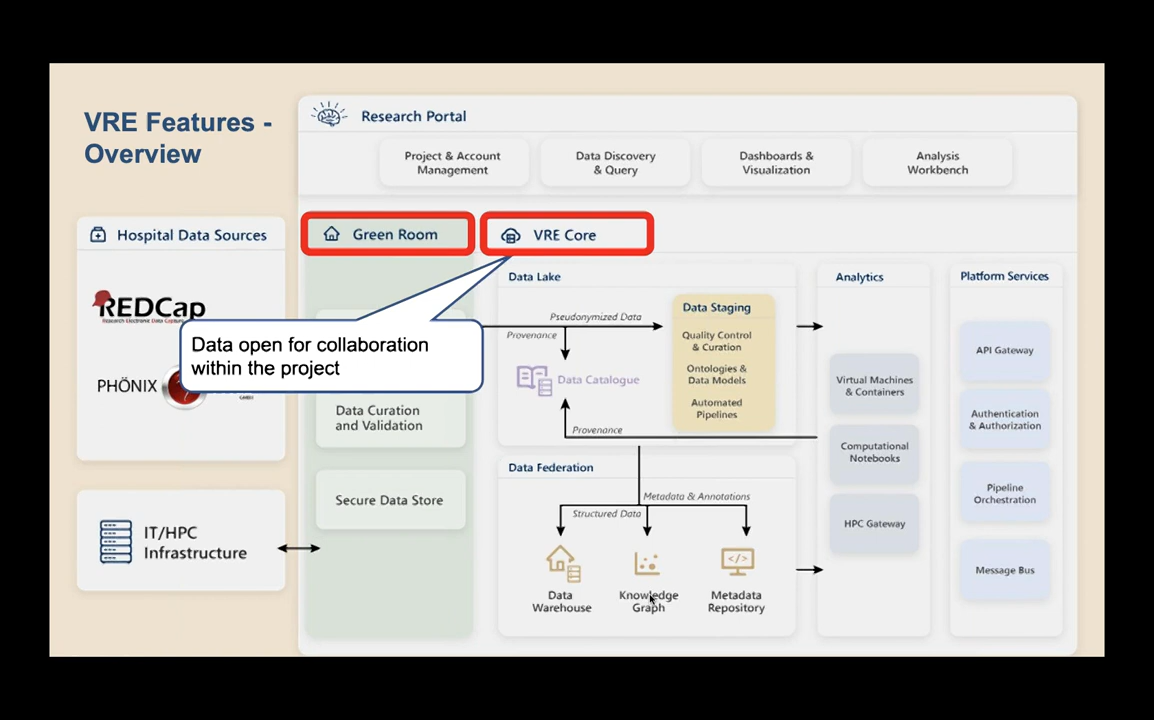 VRE Features -
Overview
Research Portal
Project & Account
Management
Data Discovery
& Query
Dashboards &
Visualization
Analysis
Workbench
Hospital Data Sources
REDCap
Research Electronic Data
PHÖNIX
GMBH
IT/HPC
Infrastructure
Green Room
VRE Core
Data open for collaboration
within the project
Data Curation
and Validation
Secure Data Store
Data Lake
Pseudonymized Data
Provenance
Data Catalogue
Provenance
Data Staging
Quality Control
& Curation
Ontologies &
Data Models
Automated
Pipelines
Data Federation
Metadata & Annotations
Structured Data
Data
Warehouse
Knowledge
Graph
</>
Metadata
Repository
Analytics
Virtual Machines
& Containers
Computational
Notebooks
HPC Gateway
Platform Services
API Gateway
Authentication
& Authorization
Pipeline
Orchestration
Message Bus